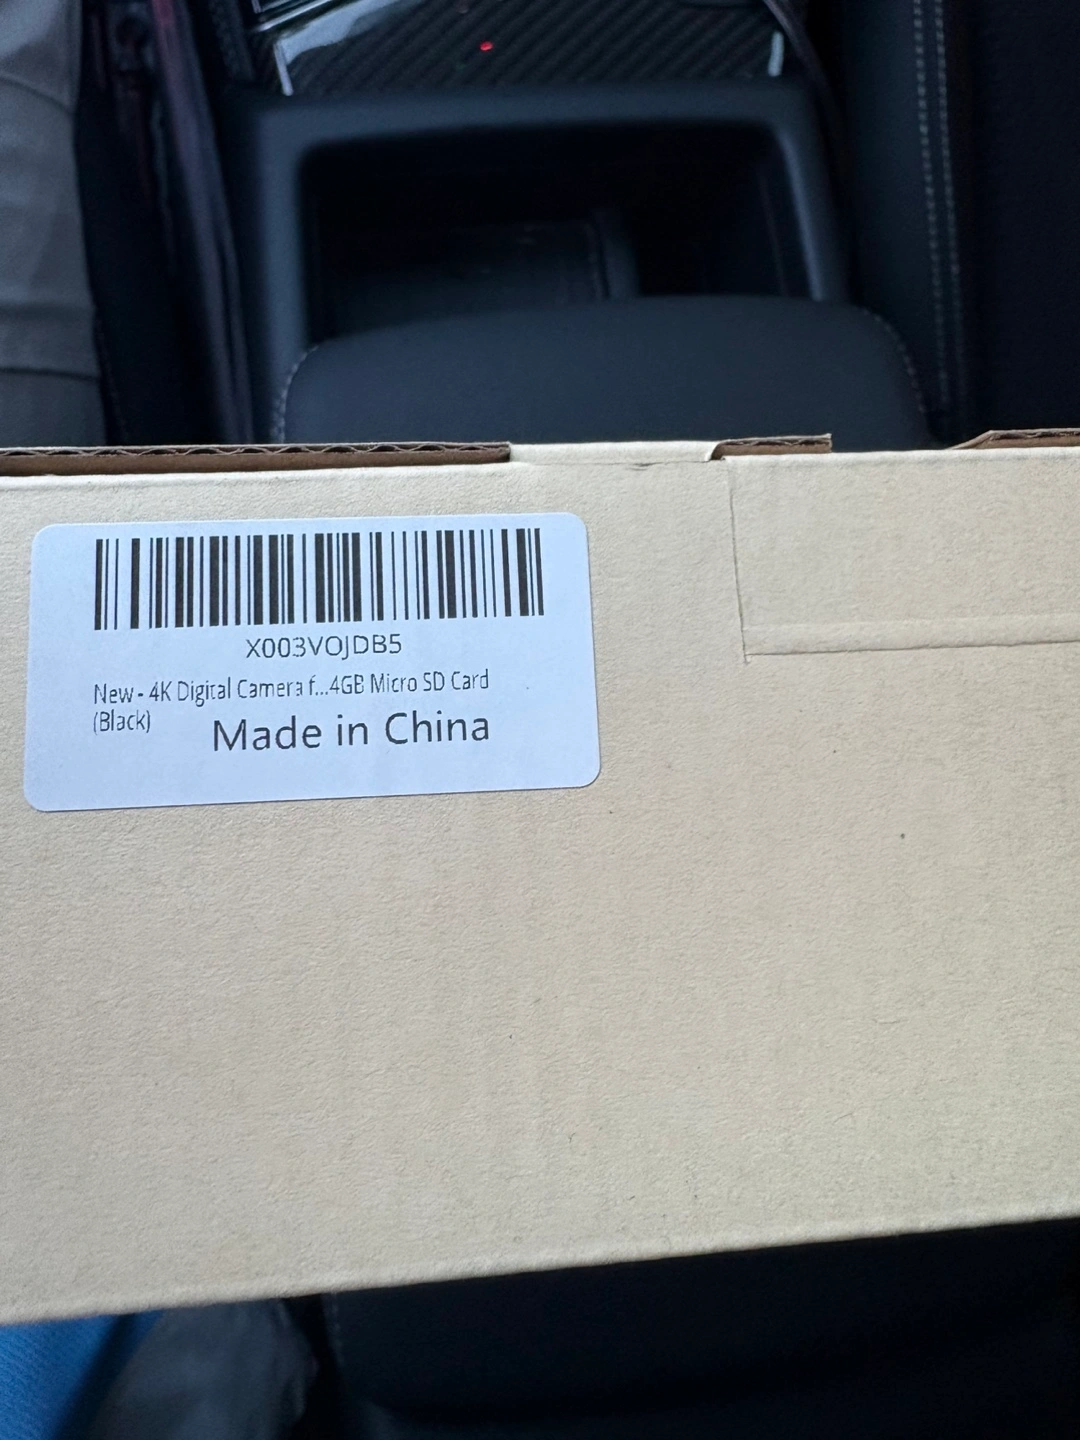 X003VOJDB5
New - 4K Digital Camera f...4GB Micro SD Card
(Black)
Made in China